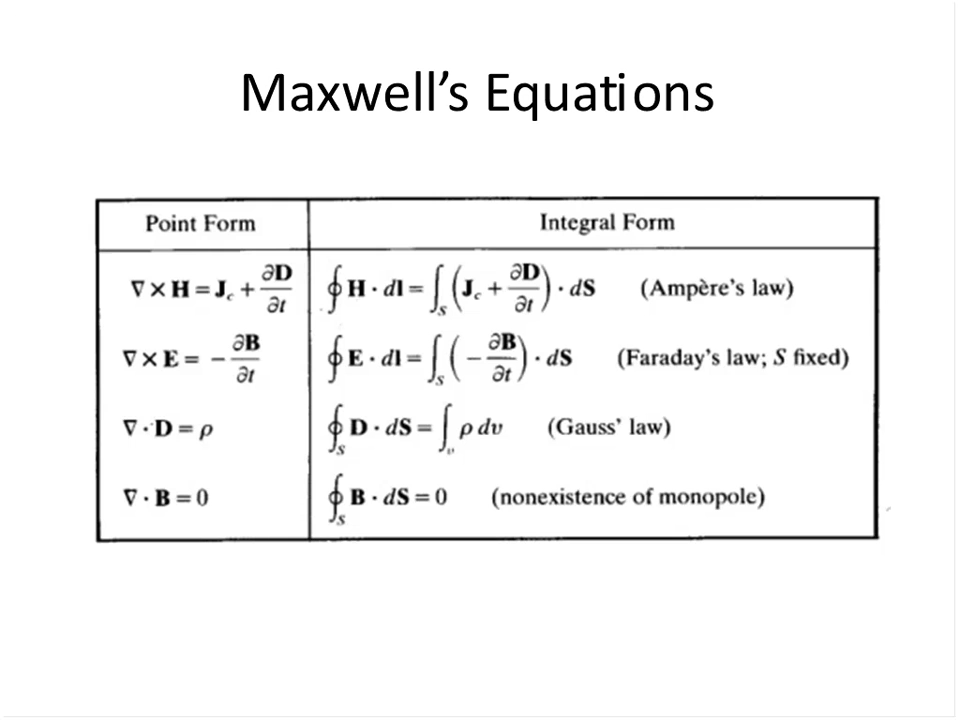 Maxwell's Equations
Point Form Integral Form
∇ × H = J_c + ∂D/∂t ∮ H · dl = ∫_S (J_c + ∂D/∂t) · dS (Ampère's law)
∇ × E = − ∂B/∂t ∮ E · dl = ∫_S (− ∂B/∂t) · dS (Faraday's law; S fixed)
∇ · D = ρ ∮_S D · dS = ∫_v ρ dv (Gauss' law)
∇ · B = 0 ∮_S B · dS = 0 (nonexistence of monopole)